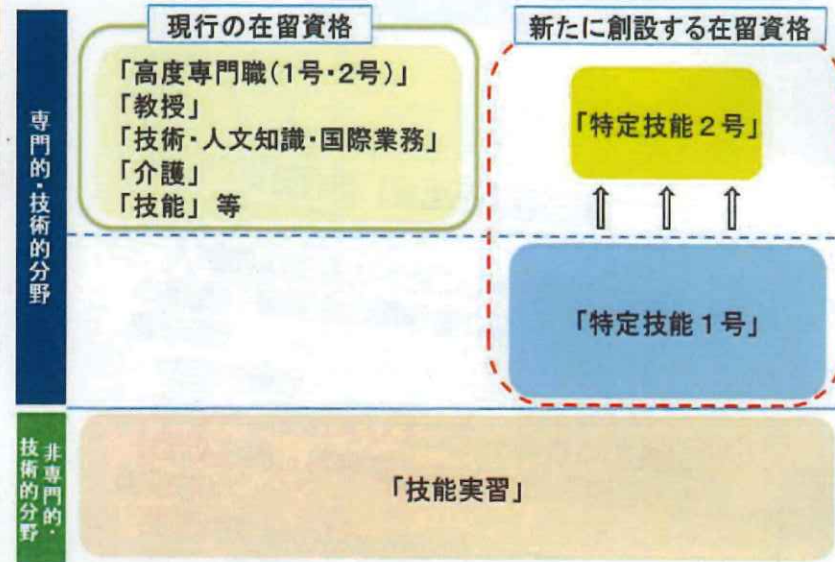 現行の在留資格
新たに創設する在留資格
専門的・技術的分野
「高度専門職(1号・2号)」
「教授」
「技術・人文知識・国際業務」
「介護」
「技能」等
「特定技能2号」
「特定技能1号」
非専門的・
技術的分野
「技能実習」